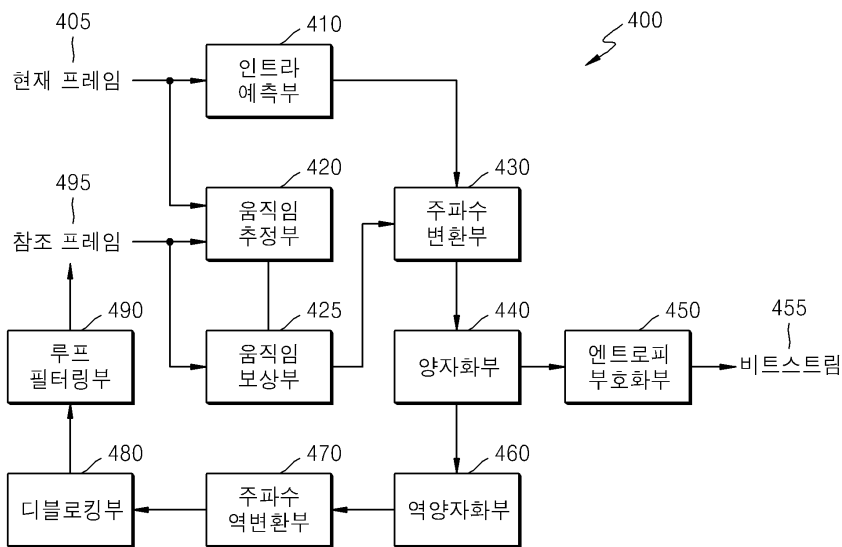 405
현재 프레임
410
인트라
예측부
400
420
움직임
추정부
430
주파수
변환부
495
참조 프레임
490
루프
필터링부
425
움직임
보상부
440
양자화부
450
엔트로피
부호화부
455
비트스트림
480
디블로킹부
470
주파수
역변환부
460
역양자화부